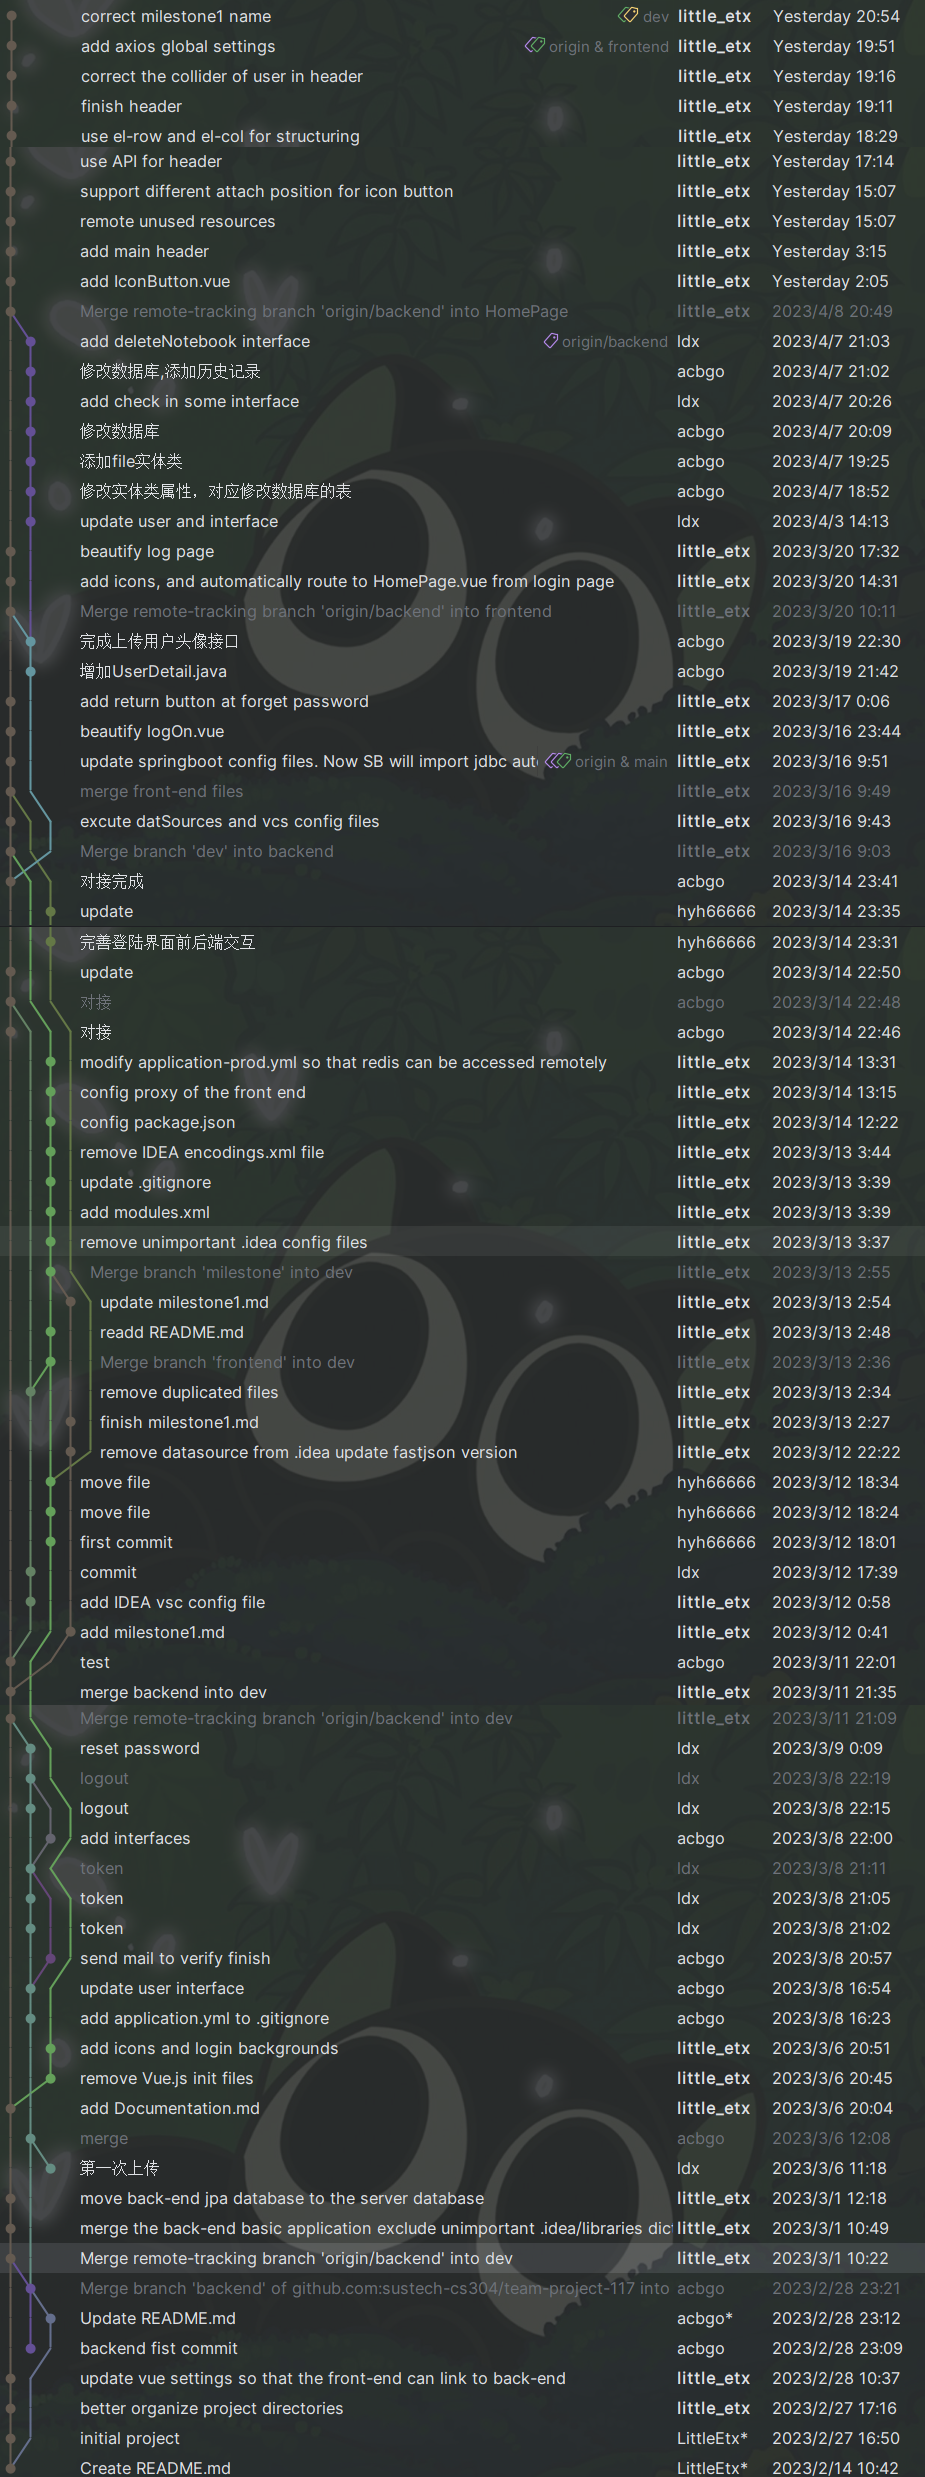 correct milestone1 name dev little_etx Yesterday 20:54
add axios global settings origin & frontend little_etx Yesterday 19:51
correct the collider of user in header little_etx Yesterday 19:16
finish header little_etx Yesterday 19:11
use el-row and el-col for structuring little_etx Yesterday 18:29
use API for header little_etx Yesterday 17:14
support different attach position for icon button little_etx Yesterday 15:07
remote unused resources little_etx Yesterday 15:07
add main header little_etx Yesterday 3:15
add IconButton.vue little_etx Yesterday 2:05
Merge remote-tracking branch 'origin/backend' into HomePage little_etx 2023/4/8 20:49
add deleteNotebook interface origin/backend ldx 2023/4/7 21:03
修改数据库,添加历史记录 acbgo 2023/4/7 21:02
add check in some interface ldx 2023/4/7 20:26
修改数据库 acbgo 2023/4/7 20:09
添加file实体类 acbgo 2023/4/7 19:25
修改实体类属性，对应修改数据库的表 acbgo 2023/4/7 18:52
update user and interface ldx 2023/4/3 14:13
beautify log page little_etx 2023/3/20 17:32
add icons, and automatically route to HomePage.vue from login page little_etx 2023/3/20 14:31
Merge remote-tracking branch 'origin/backend' into frontend little_etx 2023/3/20 10:11
完成上传用户头像接口 acbgo 2023/3/19 22:30
增加UserDetail.java acbgo 2023/3/19 21:42
add return button at forget password little_etx 2023/3/17 0:06
beautify logOn.vue little_etx 2023/3/16 23:44
update springboot config files. Now SB will import jdbc aut origin & main little_etx 2023/3/16 9:51
merge front-end files little_etx 2023/3/16 9:49
excute datSources and vcs config files little_etx 2023/3/16 9:43
Merge branch 'dev' into backend little_etx 2023/3/16 9:03
对接完成 acbgo 2023/3/14 23:41
update hyh66666 2023/3/14 23:35
完善登陆界面前后端交互 hyh66666 2023/3/14 23:31
update acbgo 2023/3/14 22:50
对接 acbgo 2023/3/14 22:48
对接 acbgo 2023/3/14 22:46
modify application-prod.yml so that redis can be accessed remotely little_etx 2023/3/14 13:31
config proxy of the front end little_etx 2023/3/14 13:15
config package.json little_etx 2023/3/14 12:22
remove IDEA encodings.xml file little_etx 2023/3/13 3:44
update .gitignore little_etx 2023/3/13 3:39
add modules.xml little_etx 2023/3/13 3:39
remove unimportant .idea config files little_etx 2023/3/13 3:37
Merge branch 'milestone' into dev little_etx 2023/3/13 2:55
update milestone1.md little_etx 2023/3/13 2:54
readd README.md little_etx 2023/3/13 2:48
Merge branch 'frontend' into dev little_etx 2023/3/13 2:36
remove duplicated files little_etx 2023/3/13 2:34
finish milestone1.md little_etx 2023/3/13 2:27
remove datasource from .idea update fastjson version little_etx 2023/3/12 22:22
move file hyh66666 2023/3/12 18:34
move file hyh66666 2023/3/12 18:24
first commit hyh66666 2023/3/12 18:01
commit ldx 2023/3/12 17:39
add IDEA vsc config file little_etx 2023/3/12 0:58
add milestone1.md little_etx 2023/3/12 0:41
test acbgo 2023/3/11 22:01
merge backend into dev little_etx 2023/3/11 21:35
Merge remote-tracking branch 'origin/backend' into dev little_etx 2023/3/11 21:09
reset password ldx 2023/3/9 0:09
logout ldx 2023/3/8 22:19
logout ldx 2023/3/8 22:15
add interfaces acbgo 2023/3/8 22:00
token ldx 2023/3/8 21:11
token ldx 2023/3/8 21:05
token ldx 2023/3/8 21:02
send mail to verify finish acbgo 2023/3/8 20:57
update user interface acbgo 2023/3/8 16:54
add application.yml to .gitignore acbgo 2023/3/8 16:23
add icons and login backgrounds little_etx 2023/3/6 20:51
remove Vue.js init files little_etx 2023/3/6 20:45
add Documentation.md little_etx 2023/3/6 20:04
merge acbgo 2023/3/6 12:08
第一次上传 ldx 2023/3/6 11:18
move back-end jpa database to the server database little_etx 2023/3/1 12:18
merge the back-end basic application exclude unimportant .idea/libraries dic little_etx 2023/3/1 10:49
Merge remote-tracking branch 'origin/backend' into dev little_etx 2023/3/1 10:22
Merge branch 'backend' of github.com:sustech-cs304/team-project-117 into acbgo 2023/2/28 23:21
Update README.md acbgo* 2023/2/28 23:12
backend fist commit acbgo 2023/2/28 23:09
update vue settings so that the front-end can link to back-end little_etx 2023/2/28 10:37
better organize project directories little_etx 2023/2/27 17:16
initial project LittleEtx* 2023/2/27 16:50
Create README.md LittleEtx* 2023/2/14 10:42